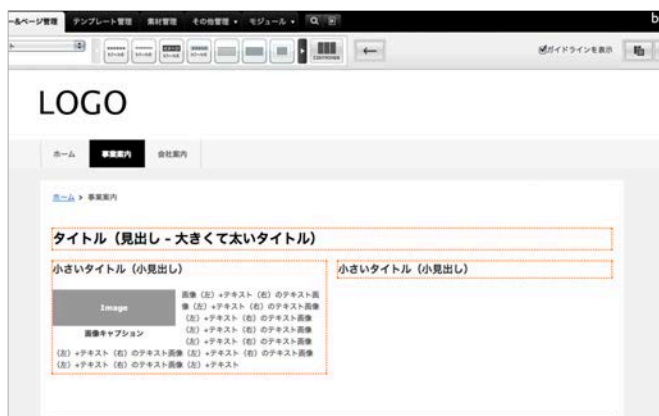 ー&ページ管理 テンプレート管理 素材管理 その他管理 モジュール b
CONTAINER ガイドラインを表示
LOGO
ホーム 事業案内 会社案内
ホーム > 事業案内
タイトル（見出し - 大きくて太いタイトル）
小さいタイトル（小見出し） 小さいタイトル（小見出し）
Image
画像キャプション
画像（左）+テキスト（右）のテキスト画
像（左）+テキスト（右）のテキスト画像
（左）+テキスト（右）のテキスト画像
（左）+テキスト（右）のテキスト画像
（左）+テキスト（右）のテキスト画像
（左）+テキスト（右）のテキスト画像（左）+テキスト（右）のテキスト画像
（左）+テキスト（右）のテキスト画像（左）+テキスト